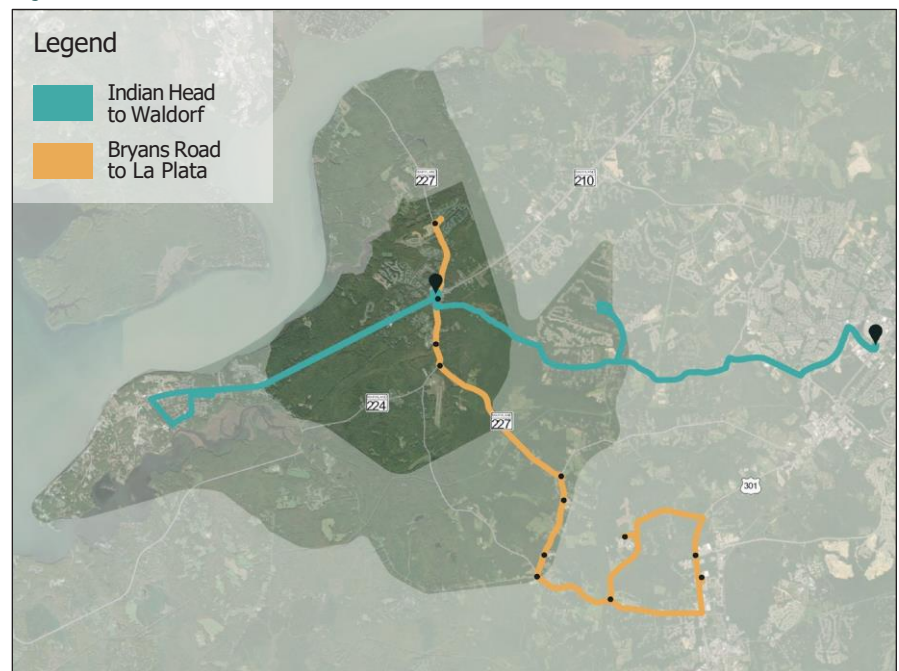 Legend
Indian Head
to Waldorf
Bryans Road
to La Plata
227
210
224
227
301